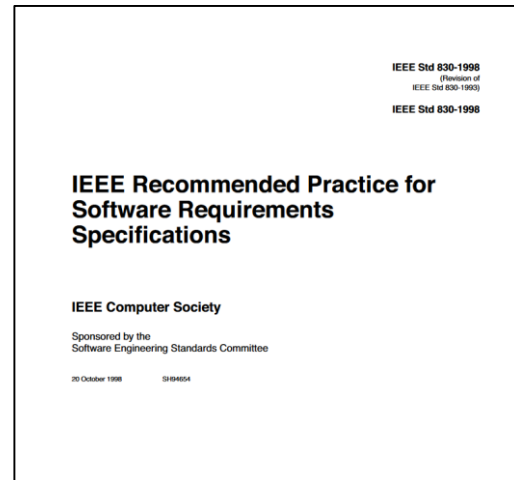 IEEE Std 830-1998
(Revision of
IEEE Std 830-1993)
IEEE Std 830-1998
IEEE Recommended Practice for
Software Requirements
Specifications
IEEE Computer Society
Sponsored by the
Software Engineering Standards Committee
20 October 1998 SH94654